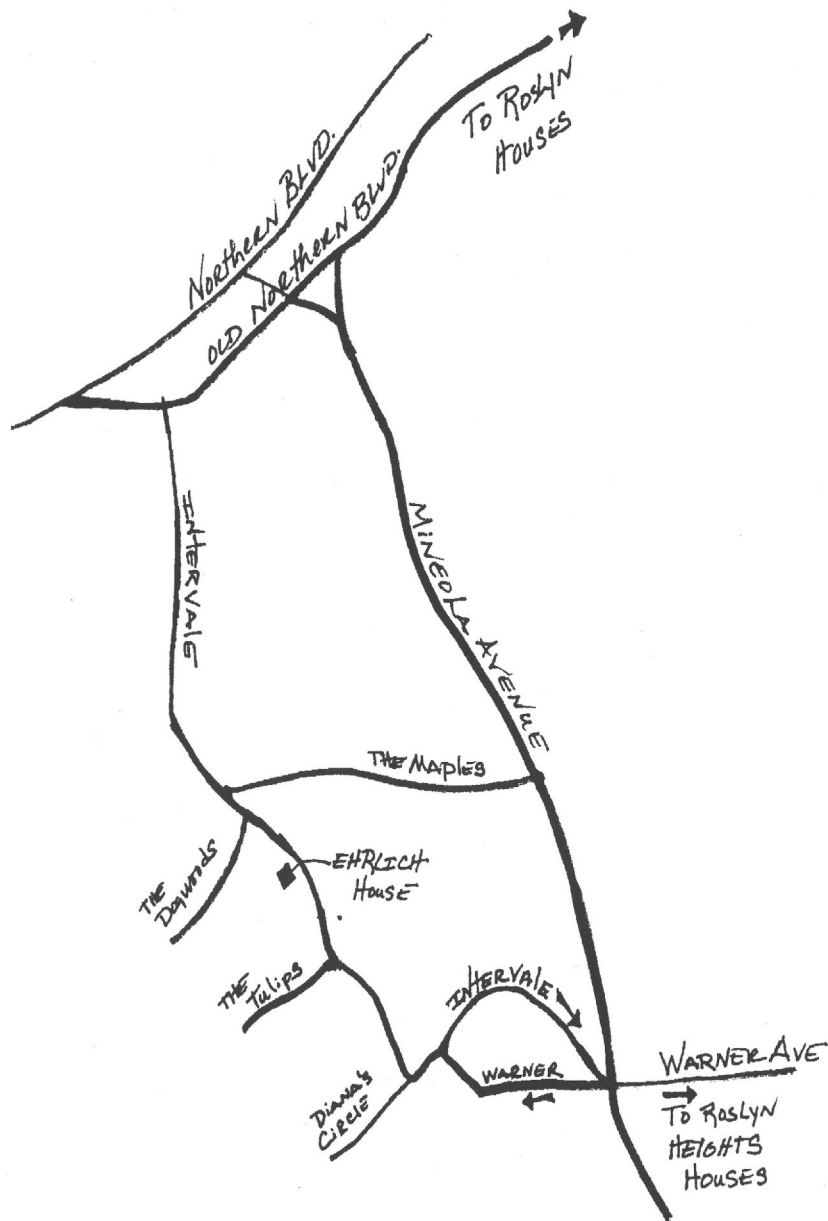 To Roslyn
Houses
Northern Blvd.
Old Northern Blvd.
Intervale
Mineola Avenue
The Maples
The
Dogwoods
Ehrlich
House
The
Tulips
Intervale
Warner Ave
Warner
Diana's
Circle
To Roslyn
Heights
Houses